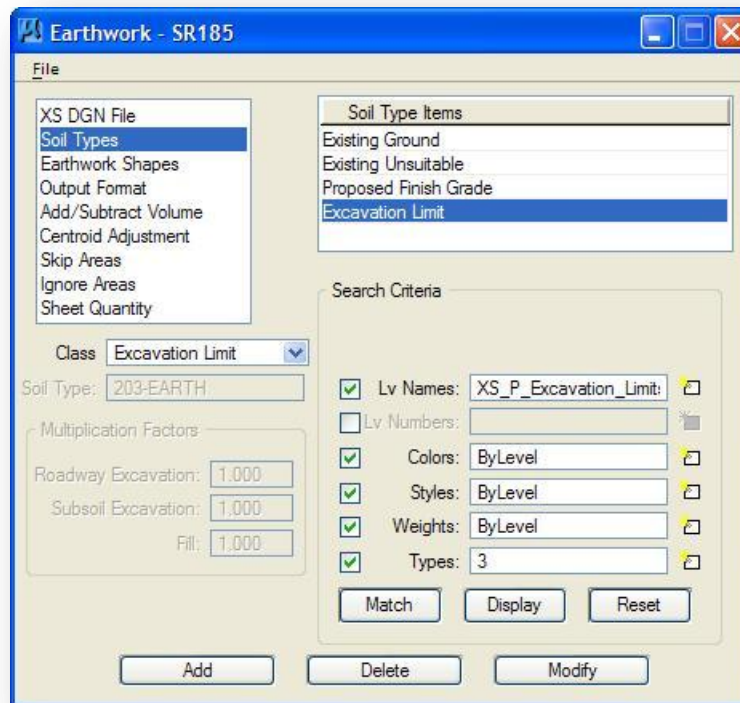 Earthwork - SR185
File
XS DGN File
Soil Types
Earthwork Shapes
Output Format
Add/Subtract Volume
Centroid Adjustment
Skip Areas
Ignore Areas
Sheet Quantity
Soil Type Items
Existing Ground
Existing Unsuitable
Proposed Finish Grade
Excavation Limit
Class Excavation Limit
Soil Type: 203-EARTH
Multiplication Factors
Roadway Excavation: 1.000
Subsoil Excavation: 1.000
Fill: 1.000
Search Criteria
Lv Names: XS_P_Excavation_Limit
Lv Numbers:
Colors: ByLevel
Styles: ByLevel
Weights: ByLevel
Types: 3
Match Display Reset
Add Delete Modify